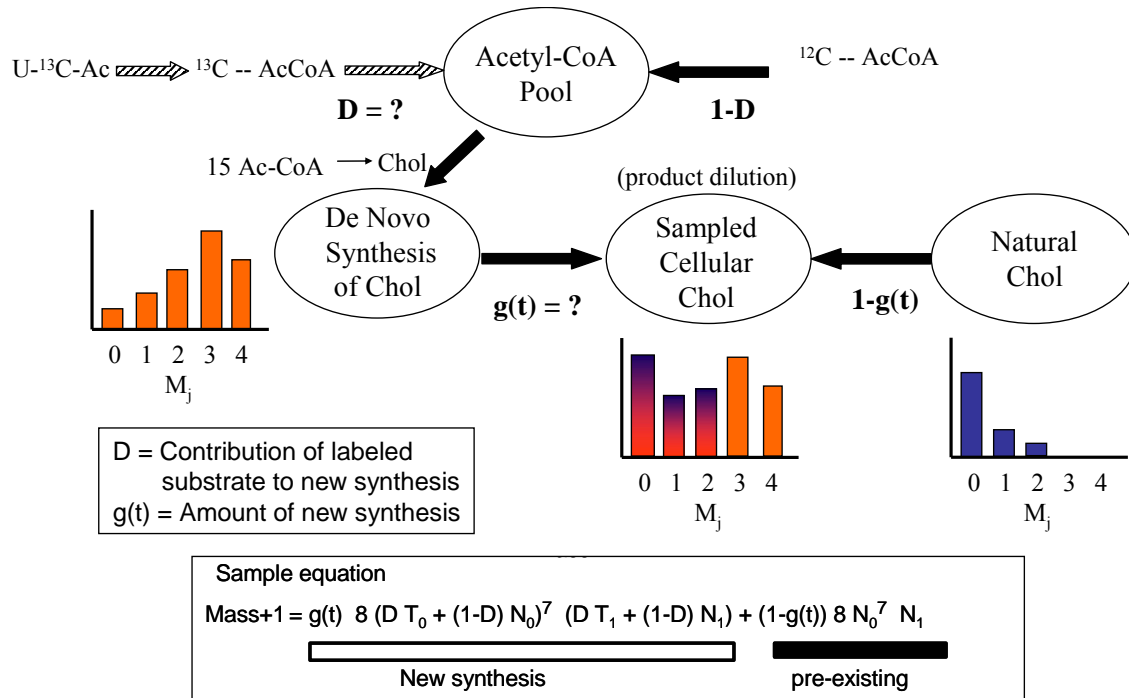 U-¹³C-Ac
¹³C -- AcCoA
Acetyl-CoA
Pool
¹²C -- AcCoA
D = ?
1-D
15 Ac-CoA → Chol
(product dilution)
De Novo
Synthesis
of Chol
Sampled
Cellular
Chol
Natural
Chol
g(t) = ?
1-g(t)
0 1 2 3 4
Mⱼ
0 1 2 3 4
Mⱼ
0 1 2 3 4
Mⱼ
D = Contribution of labeled
substrate to new synthesis
g(t) = Amount of new synthesis
Sample equation
Mass+1 = g(t) 8 (D T₀ + (1-D) N₀)⁷ (D T₁ + (1-D) N₁) + (1-g(t)) 8 N₀⁷ N₁
New synthesis
pre-existing